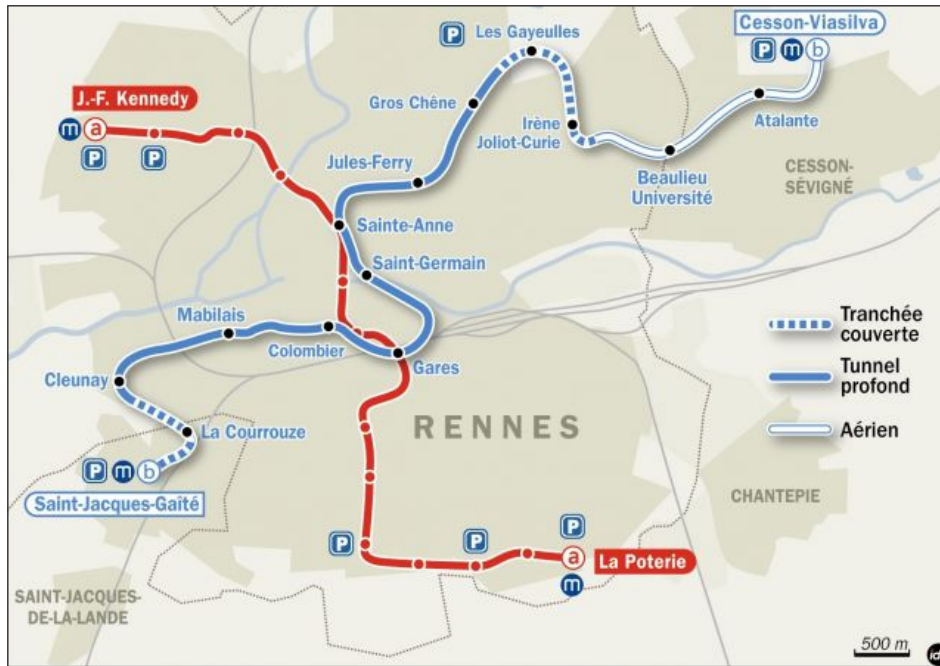 Les Gayeulles
Cesson-Viasilva
P
P
m
b
J.-F. Kennedy
Gros Chêne
Atalante
m
a
Irène
Joliot-Curie
P
P
Jules-Ferry
Beaulieu
Université
CESSON-
SÉVIGNÉ
Sainte-Anne
Saint-Germain
Mabilais
Tranchée
couverte
Colombier
Gares
Tunnel
profond
Cleunay
RENNES
La Courrouze
Aérien
P
m
b
Saint-Jacques-Gaîté
CHANTEPIE
P
P
P
a
La Poterie
m
SAINT-JACQUES-
DE-LA-LANDE
500 m
idé